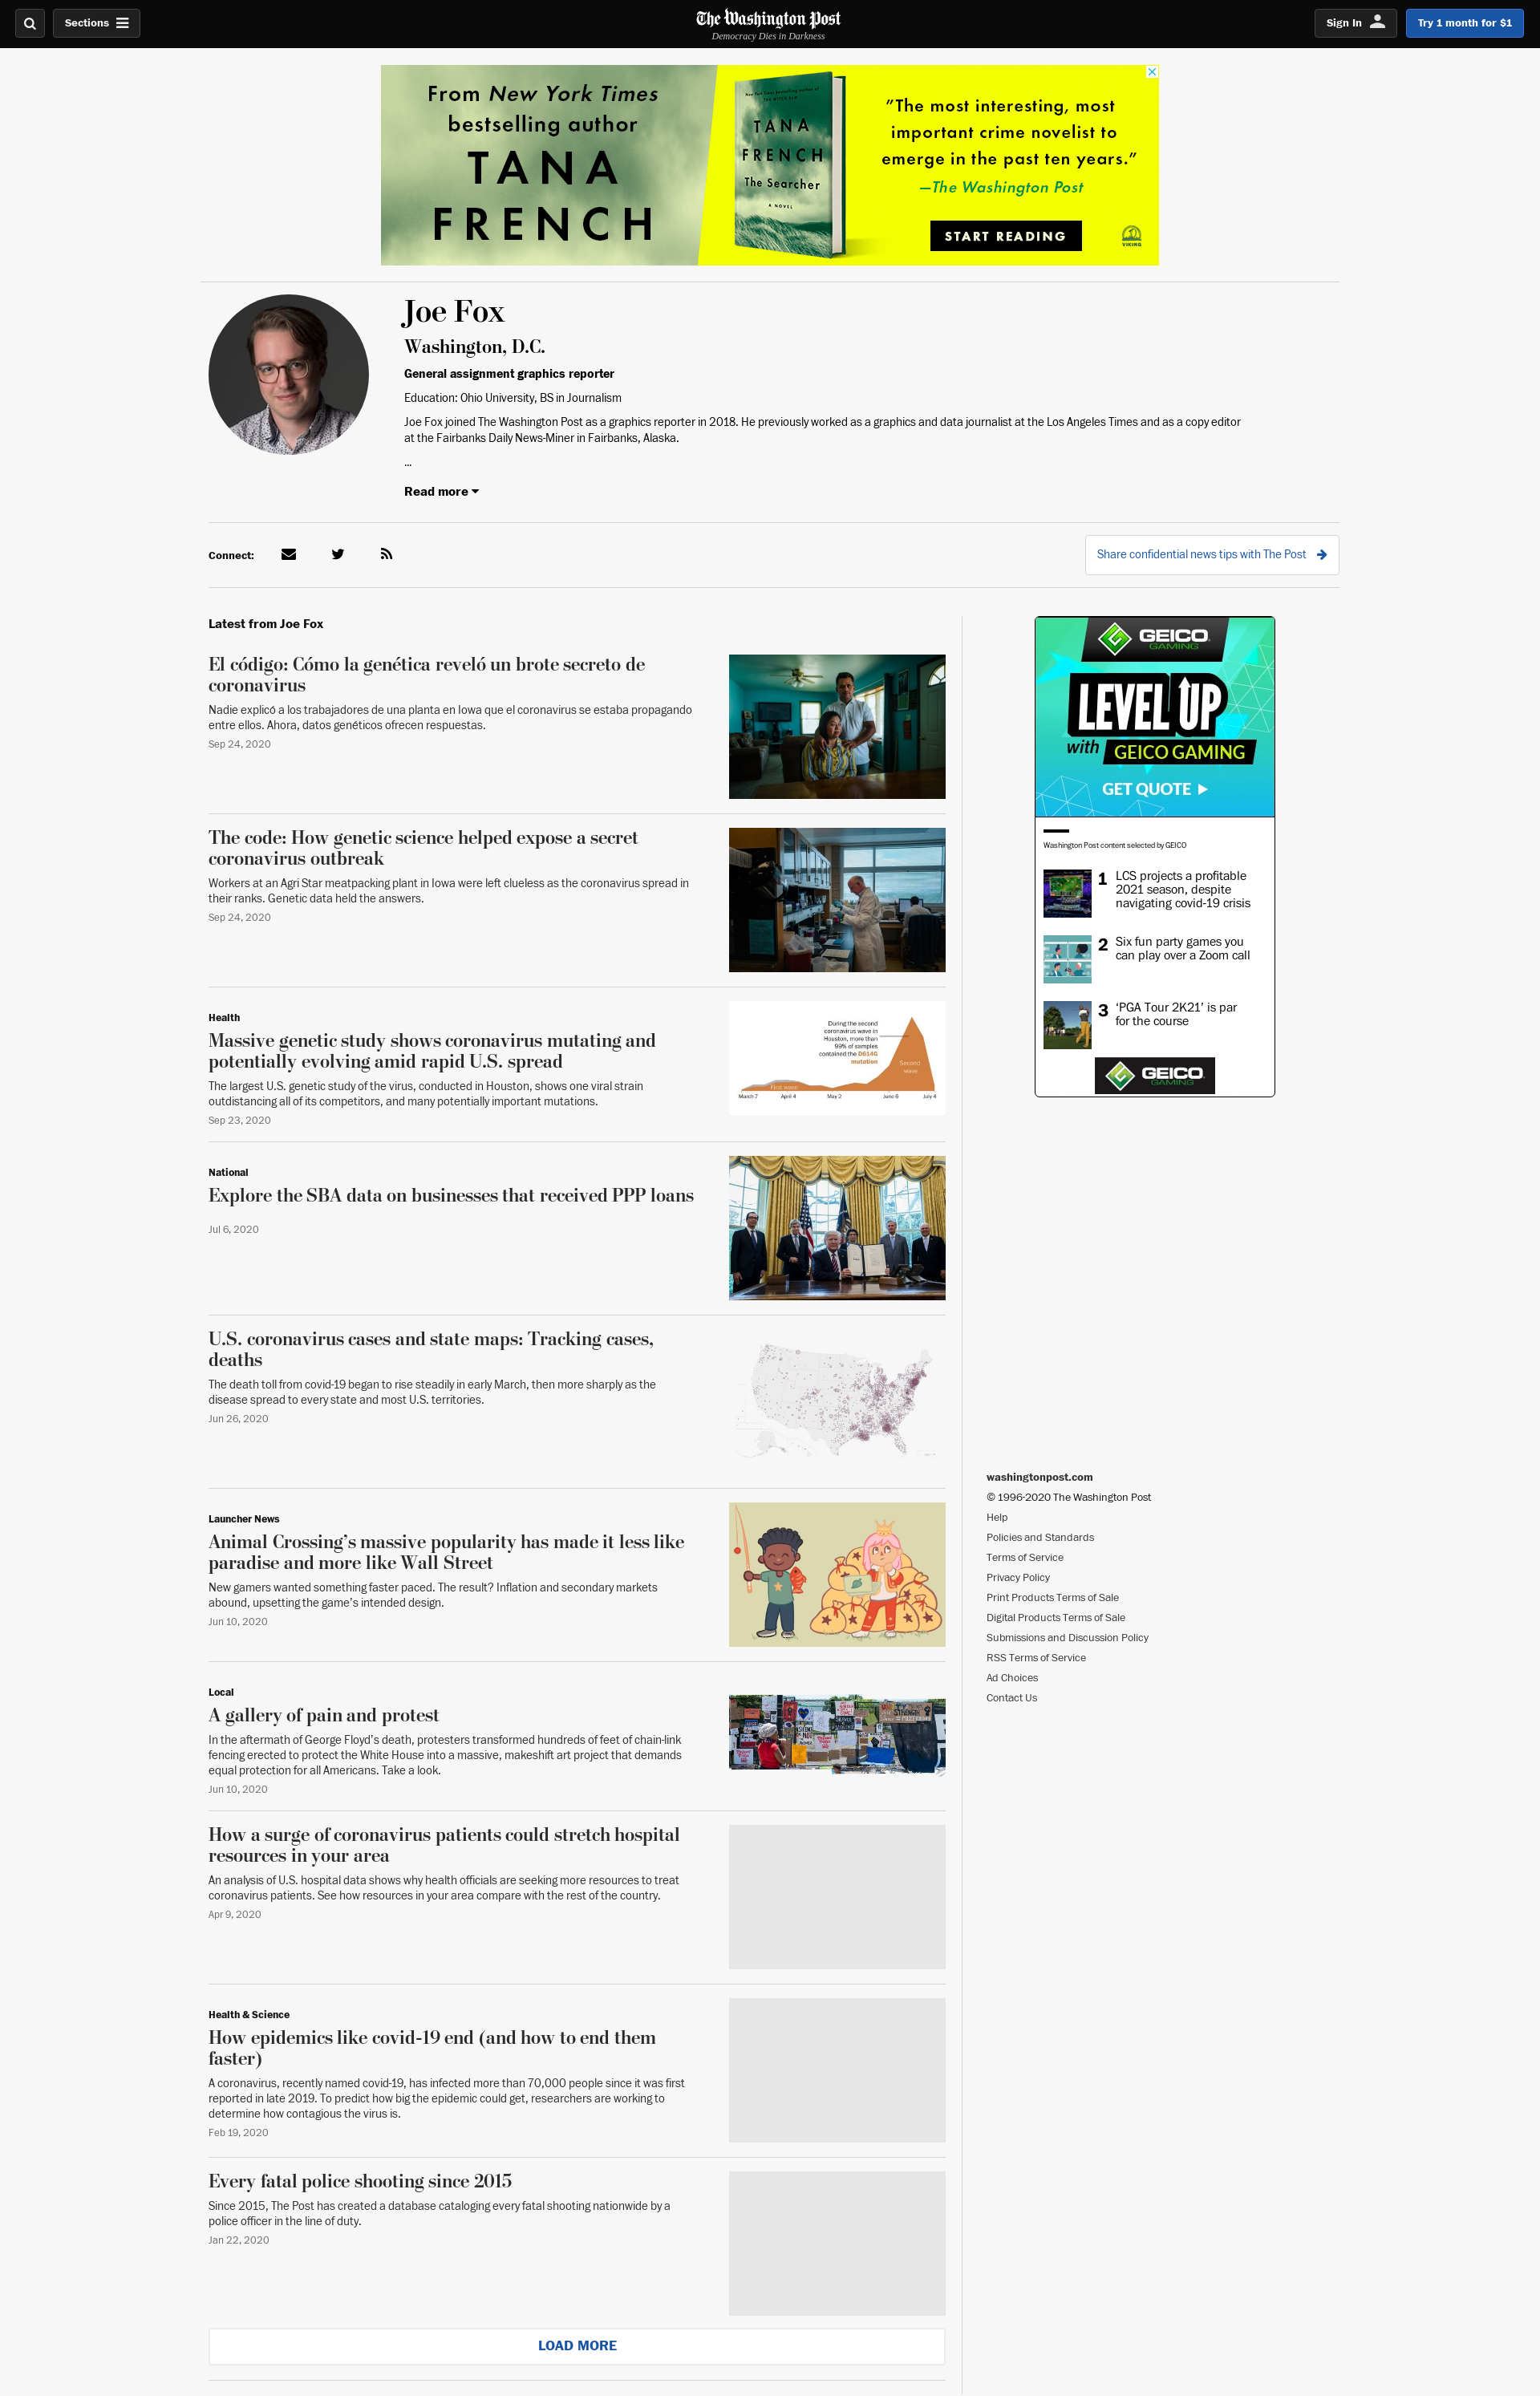 Sections
The Washington Post
Democracy Dies in Darkness
Sign In
Try 1 month for $1
From New York Times
bestselling author
TANA
FRENCH
TANA
FRENCH
The Searcher
A NOVEL
"The most interesting, most
important crime novelist to
emerge in the past ten years."
—The Washington Post
START READING
VIKING
Joe Fox
Washington, D.C.
General assignment graphics reporter
Education: Ohio University, BS in Journalism
Joe Fox joined The Washington Post as a graphics reporter in 2018. He previously worked as a graphics and data journalist at the Los Angeles Times and as a copy editor
at the Fairbanks Daily News-Miner in Fairbanks, Alaska.
...
Read more
Connect:
Share confidential news tips with The Post
Latest from Joe Fox
El código: Cómo la genética reveló un brote secreto de
coronavirus
Nadie explicó a los trabajadores de una planta en Iowa que el coronavirus se estaba propagando
entre ellos. Ahora, datos genéticos ofrecen respuestas.
Sep 24, 2020
The code: How genetic science helped expose a secret
coronavirus outbreak
Workers at an Agri Star meatpacking plant in Iowa were left clueless as the coronavirus spread in
their ranks. Genetic data held the answers.
Sep 24, 2020
Health
Massive genetic study shows coronavirus mutating and
potentially evolving amid rapid U.S. spread
The largest U.S. genetic study of the virus, conducted in Houston, shows one viral strain
outdistancing all of its competitors, and many potentially important mutations.
Sep 23, 2020
During the second
coronavirus wave in
Houston, more than
99% of samples
contained the D614G
mutation
Second
wave
First wave
March 7
April 4
May 2
June 6
July 4
National
Explore the SBA data on businesses that received PPP loans
Jul 6, 2020
U.S. coronavirus cases and state maps: Tracking cases,
deaths
The death toll from covid-19 began to rise steadily in early March, then more sharply as the
disease spread to every state and most U.S. territories.
Jun 26, 2020
Launcher News
Animal Crossing's massive popularity has made it less like
paradise and more like Wall Street
New gamers wanted something faster paced. The result? Inflation and secondary markets
abound, upsetting the game's intended design.
Jun 10, 2020
Local
A gallery of pain and protest
In the aftermath of George Floyd's death, protesters transformed hundreds of feet of chain-link
fencing erected to protect the White House into a massive, makeshift art project that demands
equal protection for all Americans. Take a look.
Jun 10, 2020
How a surge of coronavirus patients could stretch hospital
resources in your area
An analysis of U.S. hospital data shows why health officials are seeking more resources to treat
coronavirus patients. See how resources in your area compare with the rest of the country.
Apr 9, 2020
Health & Science
How epidemics like covid-19 end (and how to end them
faster)
A coronavirus, recently named covid-19, has infected more than 70,000 people since it was first
reported in late 2019. To predict how big the epidemic could get, researchers are working to
determine how contagious the virus is.
Feb 19, 2020
Every fatal police shooting since 2015
Since 2015, The Post has created a database cataloging every fatal shooting nationwide by a
police officer in the line of duty.
Jan 22, 2020
LOAD MORE
GEICO
GAMING
LEVEL UP
with GEICO GAMING
GET QUOTE
Washington Post content selected by GEICO
1 LCS projects a profitable
2021 season, despite
navigating covid-19 crisis
2 Six fun party games you
can play over a Zoom call
3 'PGA Tour 2K21' is par
for the course
GEICO
GAMING
washingtonpost.com
© 1996-2020 The Washington Post
Help
Policies and Standards
Terms of Service
Privacy Policy
Print Products Terms of Sale
Digital Products Terms of Sale
Submissions and Discussion Policy
RSS Terms of Service
Ad Choices
Contact Us